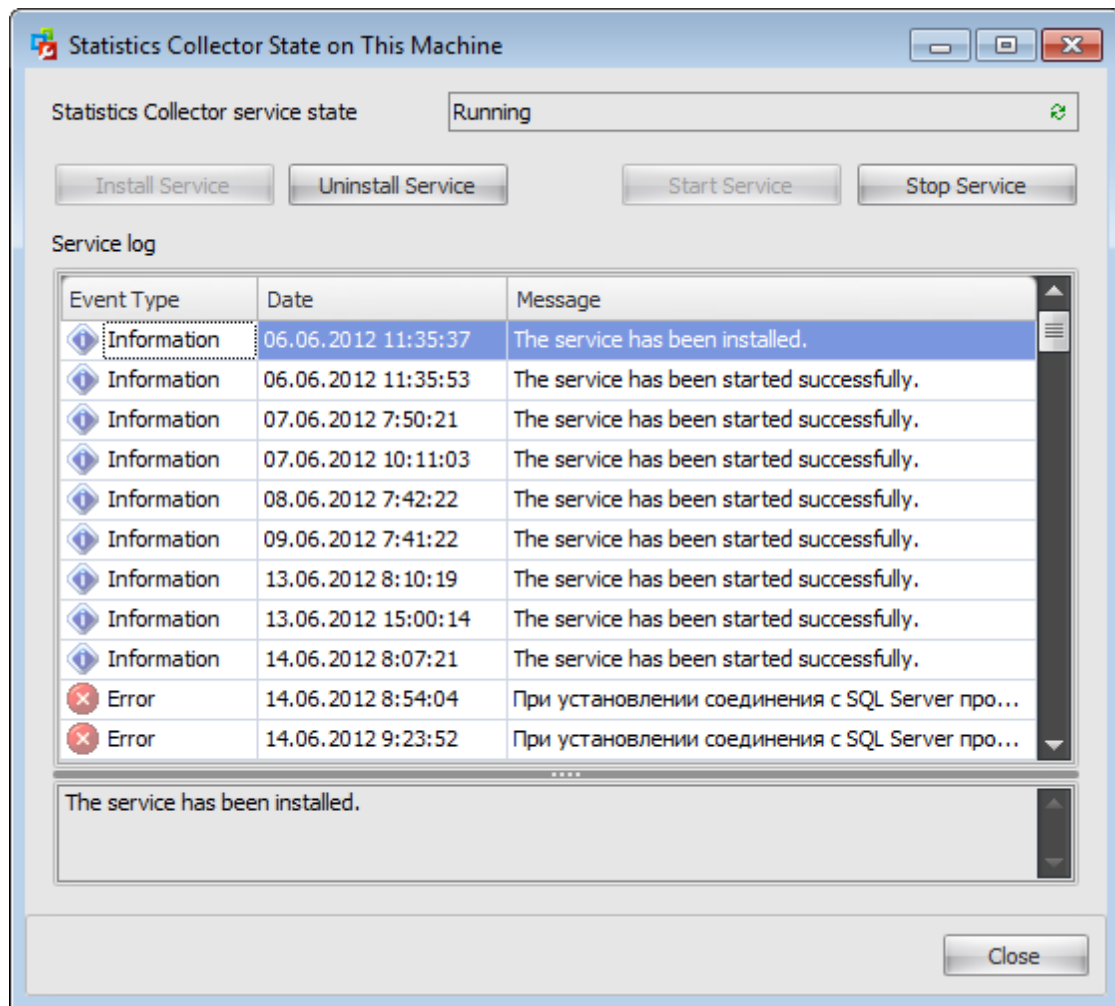 Statistics Collector State on This Machine
Statistics Collector service state Running
Install Service Uninstall Service Start Service Stop Service
Service log
Event Type Date Message
Information 06.06.2012 11:35:37 The service has been installed.
Information 06.06.2012 11:35:53 The service has been started successfully.
Information 07.06.2012 7:50:21 The service has been started successfully.
Information 07.06.2012 10:11:03 The service has been started successfully.
Information 08.06.2012 7:42:22 The service has been started successfully.
Information 09.06.2012 7:41:22 The service has been started successfully.
Information 13.06.2012 8:10:19 The service has been started successfully.
Information 13.06.2012 15:00:14 The service has been started successfully.
Information 14.06.2012 8:07:21 The service has been started successfully.
Error 14.06.2012 8:54:04 При установлении соединения с SQL Server про...
Error 14.06.2012 9:23:52 При установлении соединения с SQL Server про...
The service has been installed.
Close